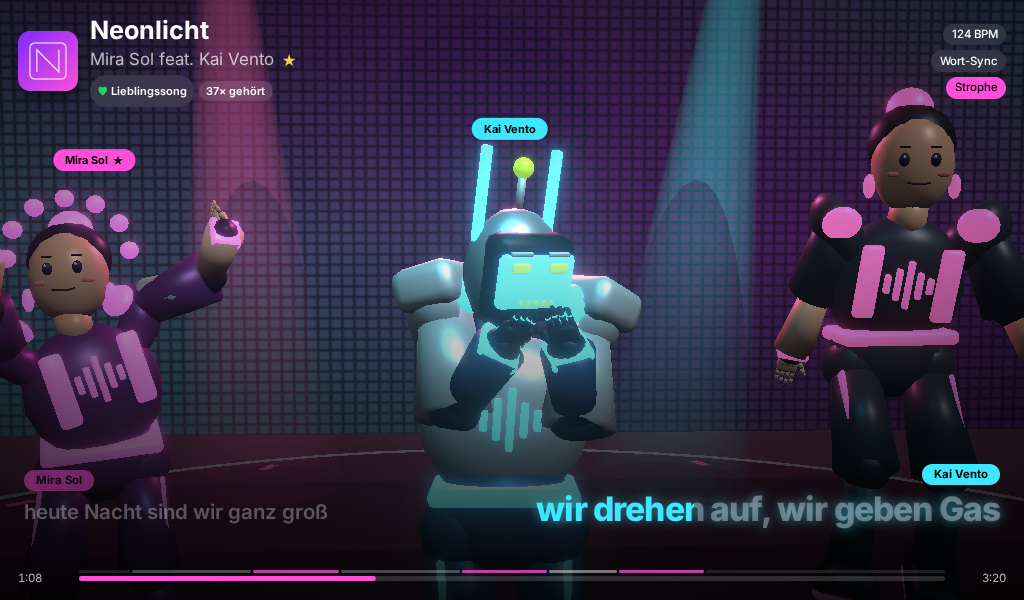 N
Neonlicht
Mira Sol feat. Kai Vento ★
Lieblingssong
37× gehört
124 BPM
Wort-Sync
Strophe
Kai Vento
Mira Sol ★
Mira Sol
heute Nacht sind wir ganz groß
Kai Vento
wir drehen auf, wir geben Gas
1:08
3:20